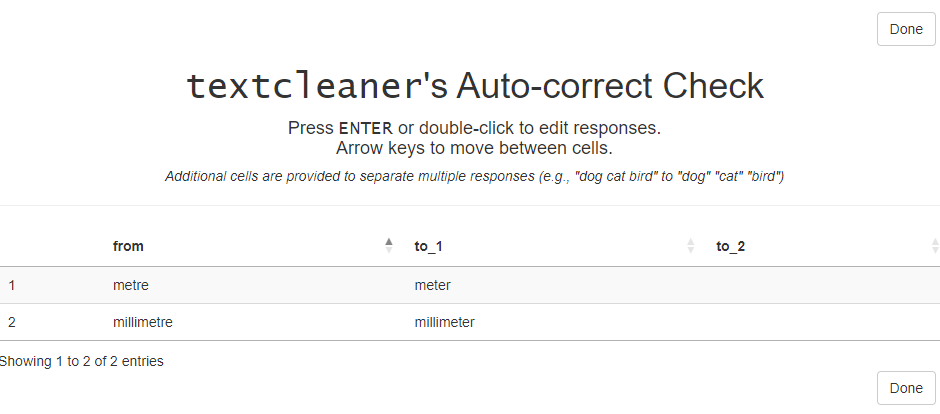 Done
textcleaner's Auto-correct Check
Press ENTER or double-click to edit responses.
Arrow keys to move between cells.
Additional cells are provided to separate multiple responses (e.g., "dog cat bird" to "dog" "cat" "bird")
from to_1 to_2
1 metre meter
2 millimetre millimeter
Showing 1 to 2 of 2 entries
Done